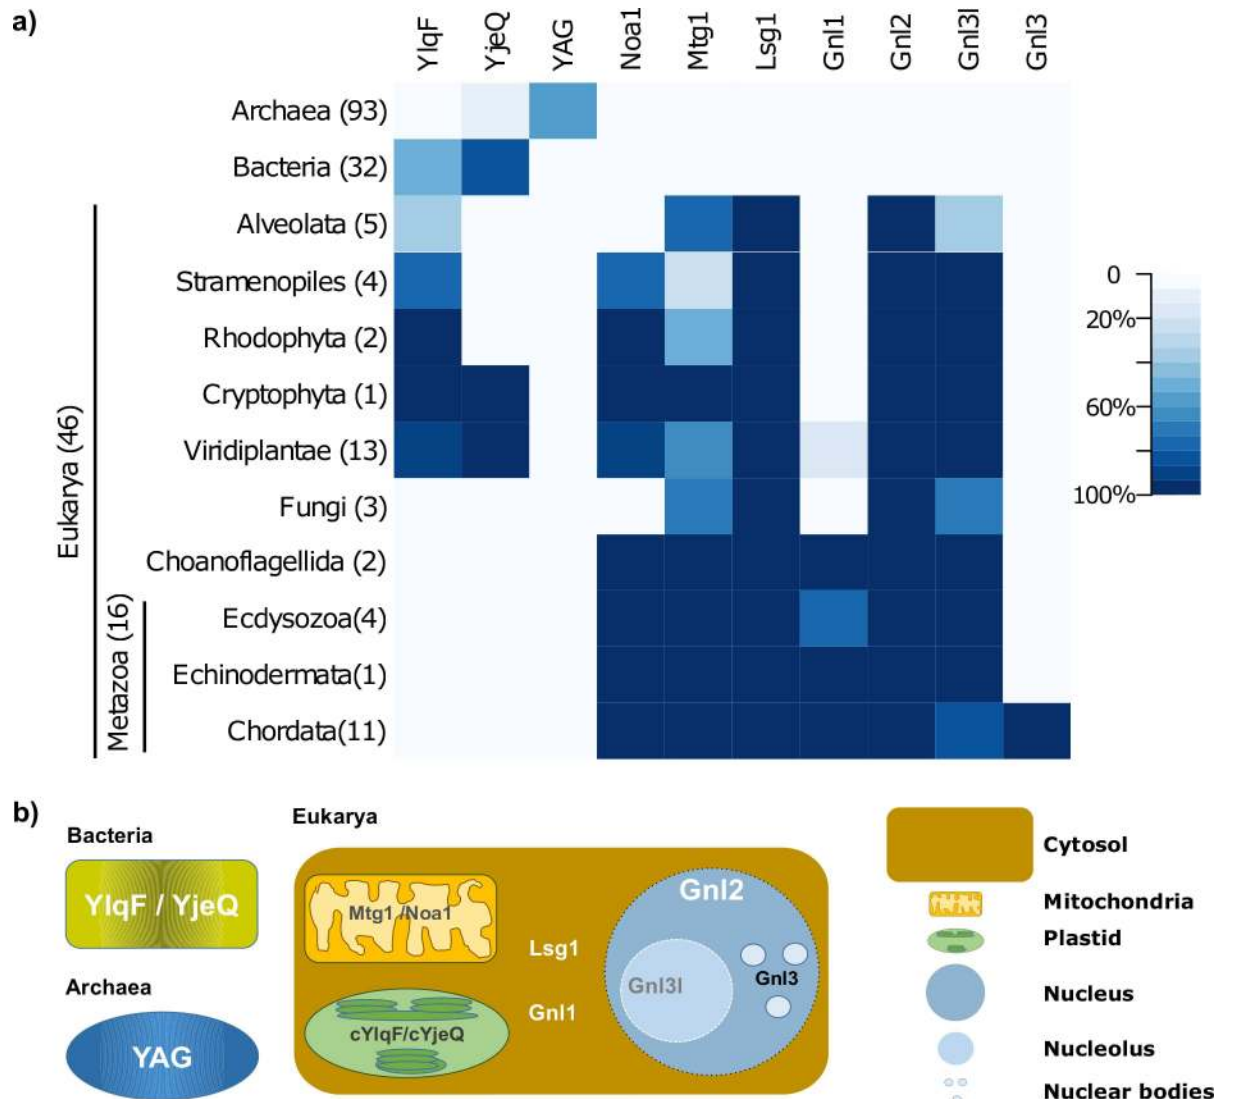 a)
YlqF YjeQ YAG Noa1 Mtg1 Lsg1 Gnl1 Gnl2 Gnl3l Gnl3
Archaea (93)
Bacteria (32)
Alveolata (5)
Stramenopiles (4)
Rhodophyta (2)
Cryptophyta (1)
Viridiplantae (13)
Fungi (3)
Choanoflagellida (2)
Ecdysozoa(4)
Echinodermata(1)
Chordata(11)
Eukarya (46)
Metazoa (16)
0
20%
60%
100%
b)
Bacteria
YlqF / YjeQ
Archaea
YAG
Eukarya
Mtg1 /Noa1
cYlqF/cYjeQ
Lsg1
Gnl1
Gnl2
Gnl3l
Gnl3
Cytosol
Mitochondria
Plastid
Nucleus
Nucleolus
Nuclear bodies